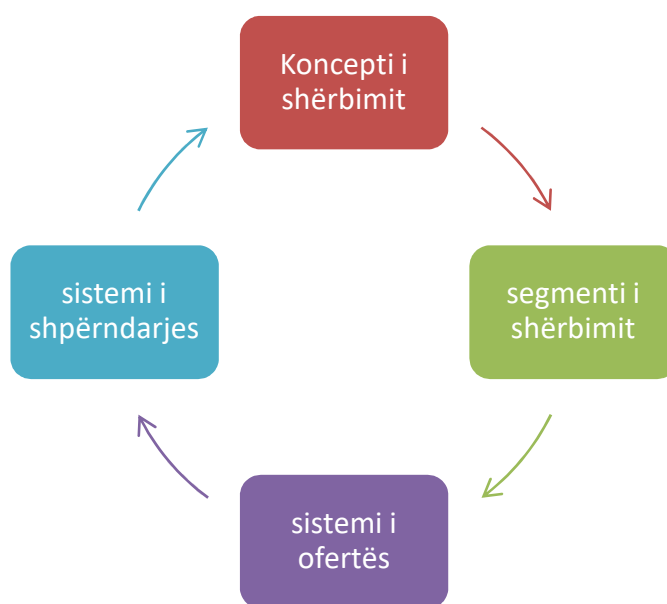 Koncepti i
shërbimit
segmenti i
shërbimit
sistemi i
ofertës
sistemi i
shpërndarjes